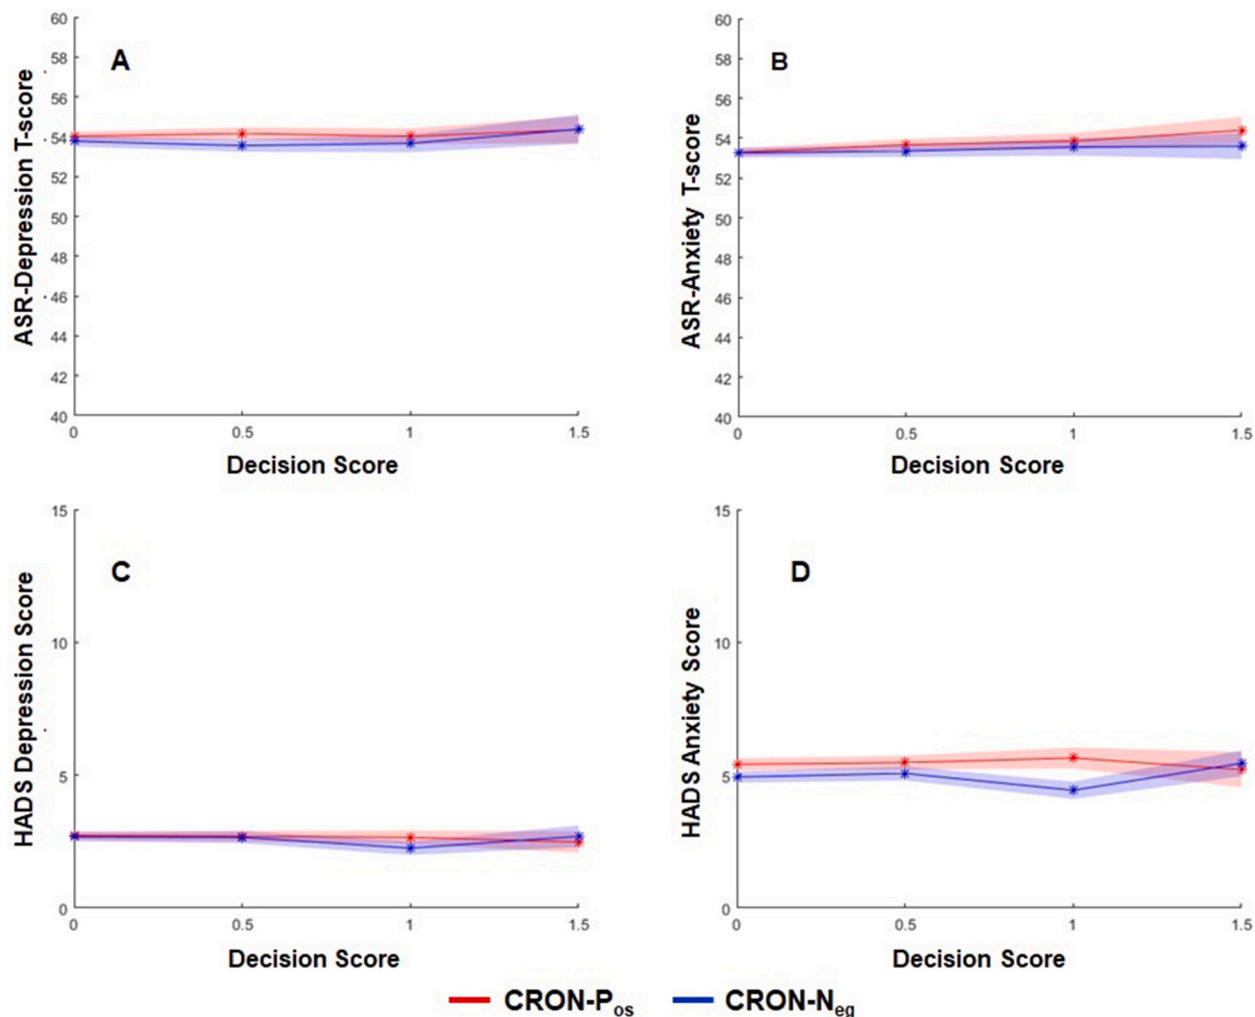 A
ASR-Depression T-score
60
58
56
54
52
50
48
46
44
42
40
0 0.5 1 1.5
Decision Score
B
ASR-Anxiety T-score
60
58
56
54
52
50
48
46
44
42
40
0 0.5 1 1.5
Decision Score
C
HADS Depression Score
15
10
5
0
0 0.5 1 1.5
Decision Score
D
HADS Anxiety Score
15
10
5
0
0 0.5 1 1.5
Decision Score
CRON-Pos CRON-Neg